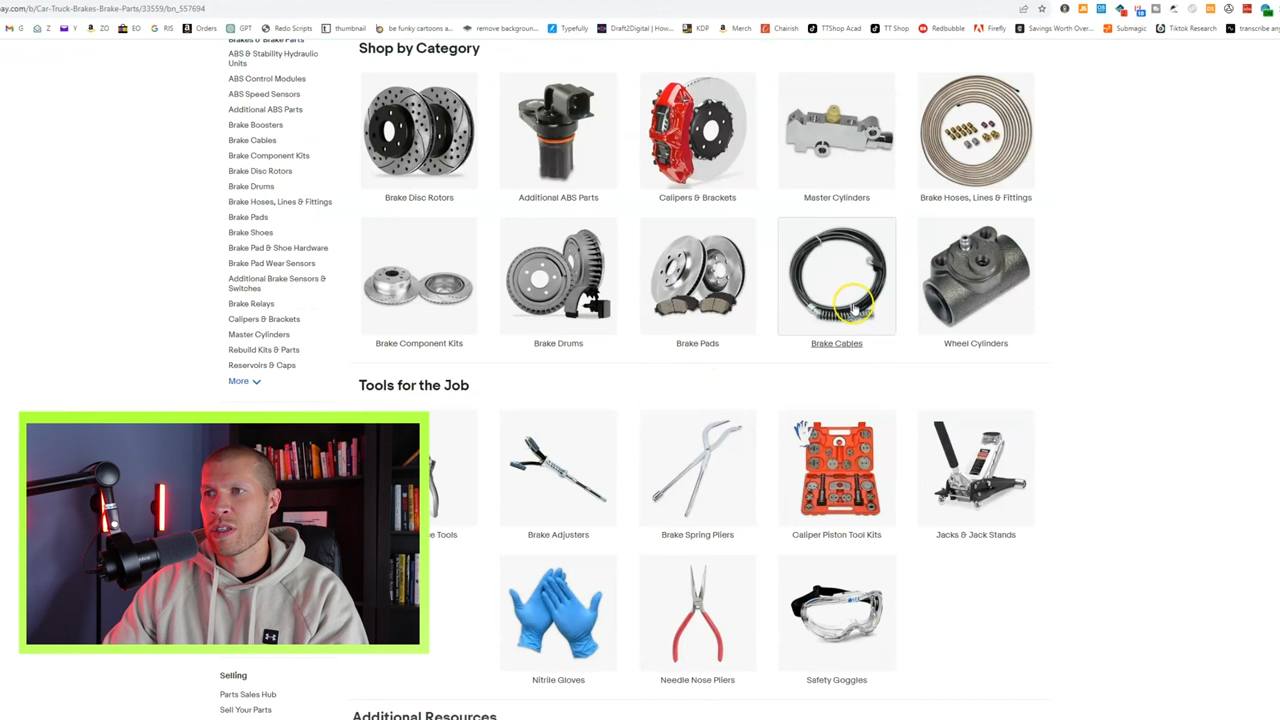 ay.com/b/Car-Truck-Brakes-Brake-Parts/33559/bn_557694
M G
Z
Y
ZO
EO
RIS
Orders
GPT
Redo Scripts
thumbnail
be funky cartoons a...
remove backgroun...
Typefully
Draft2Digital | How...
KDP
Merch
Chairish
TTShop Acad
TT Shop
Redbubble
Firefly
Savings Worth Over...
Submagic
Tiktok Research
transcribe any
Brakes & Brake Parts
ABS & Stability Hydraulic
Units
ABS Control Modules
ABS Speed Sensors
Additional ABS Parts
Brake Boosters
Brake Cables
Brake Component Kits
Brake Disc Rotors
Brake Drums
Brake Hoses, Lines & Fittings
Brake Pads
Brake Shoes
Brake Pad & Shoe Hardware
Brake Pad Wear Sensors
Additional Brake Sensors &
Switches
Brake Relays
Calipers & Brackets
Master Cylinders
Rebuild Kits & Parts
Reservoirs & Caps
More
Shop by Category
Brake Disc Rotors
Additional ABS Parts
Calipers & Brackets
Master Cylinders
Brake Hoses, Lines & Fittings
Brake Component Kits
Brake Drums
Brake Pads
Brake Cables
Wheel Cylinders
Tools for the Job
Tools
Brake Adjusters
Brake Spring Pliers
Caliper Piston Tool Kits
Jacks & Jack Stands
Nitrile Gloves
Needle Nose Pliers
Safety Goggles
Selling
Parts Sales Hub
Sell Your Parts
Additional Resources